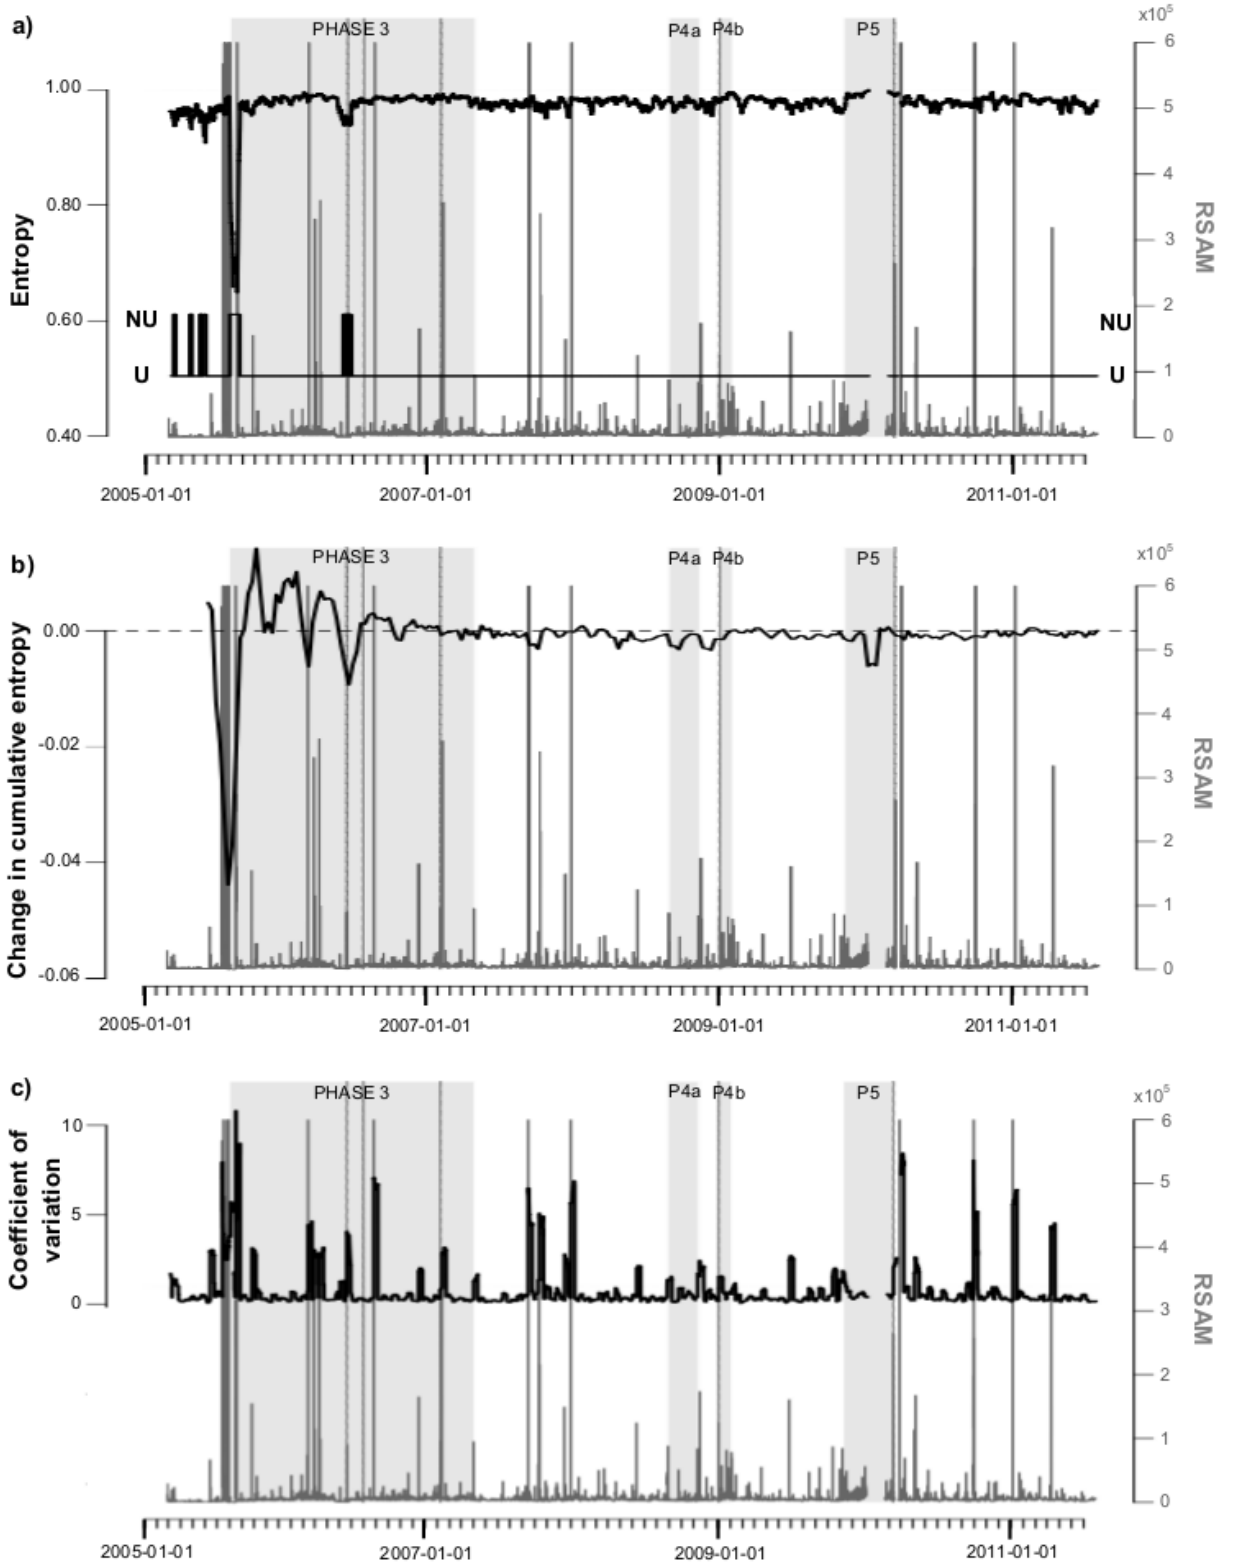 a)
PHASE 3
P4a
P4b
P5
x10⁵
6
5
4
3
2
1
0
RSAM
1.00
0.80
0.60
0.40
Entropy
NU
U
NU
U
2005-01-01
2007-01-01
2009-01-01
2011-01-01
b)
PHASE 3
P4a
P4b
P5
x10⁵
6
5
4
3
2
1
0
RSAM
0.00
-0.02
-0.04
-0.06
Change in cumulative entropy
2005-01-01
2007-01-01
2009-01-01
2011-01-01
c)
PHASE 3
P4a
P4b
P5
x10⁵
6
5
4
3
2
1
0
RSAM
10
5
0
Coefficient of
variation
2005-01-01
2007-01-01
2009-01-01
2011-01-01